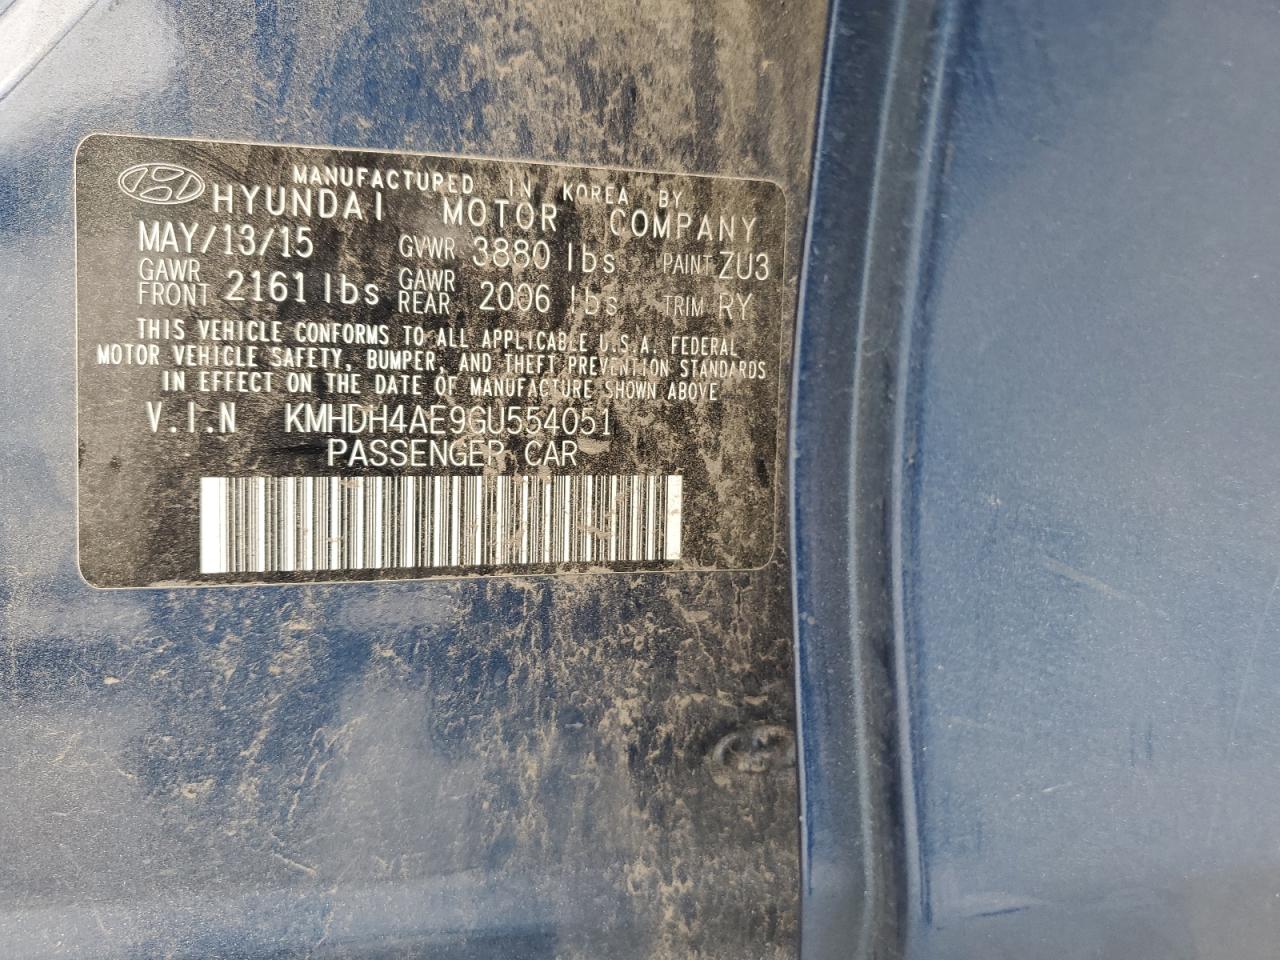 MANUFACTURED IN KOREA BY
HYUNDAI MOTOR COMPANY
MAY/13/15 GVWR 3880 lbs PAINT ZU3
GAWR FRONT 2161 lbs GAWR REAR 2006 lbs TRIM RY
THIS VEHICLE CONFORMS TO ALL APPLICABLE U.S.A. FEDERAL
MOTOR VEHICLE SAFETY, BUMPER, AND THEFT PREVENTION STANDARDS
IN EFFECT ON THE DATE OF MANUFACTURE SHOWN ABOVE
V.I.N KMHDH4AE9GU554051
PASSENGER CAR